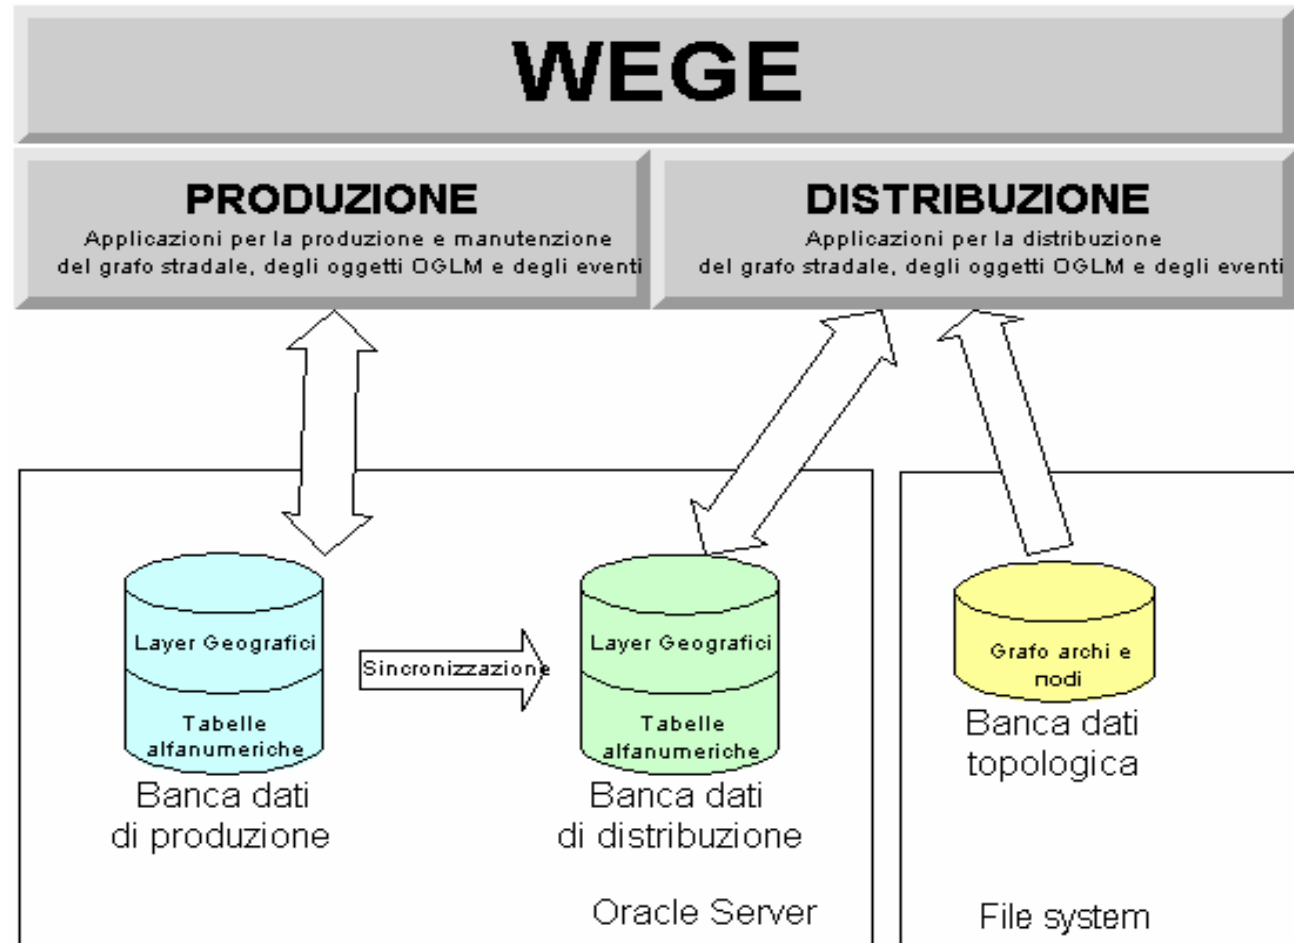 WEGE
PRODUZIONE
Applicazioni per la produzione e manutenzione
del grafo stradale, degli oggetti OGLM e degli eventi
DISTRIBUZIONE
Applicazioni per la distribuzione
del grafo stradale, degli oggetti OGLM e degli eventi
Layer Geografici
Tabelle
alfanumeriche
Banca dati
di produzione
Sincronizzazione
Layer Geografici
Tabelle
alfanumeriche
Banca dati
di distribuzione
Oracle Server
Grafo archi e
nodi
Banca dati
topologica
File system